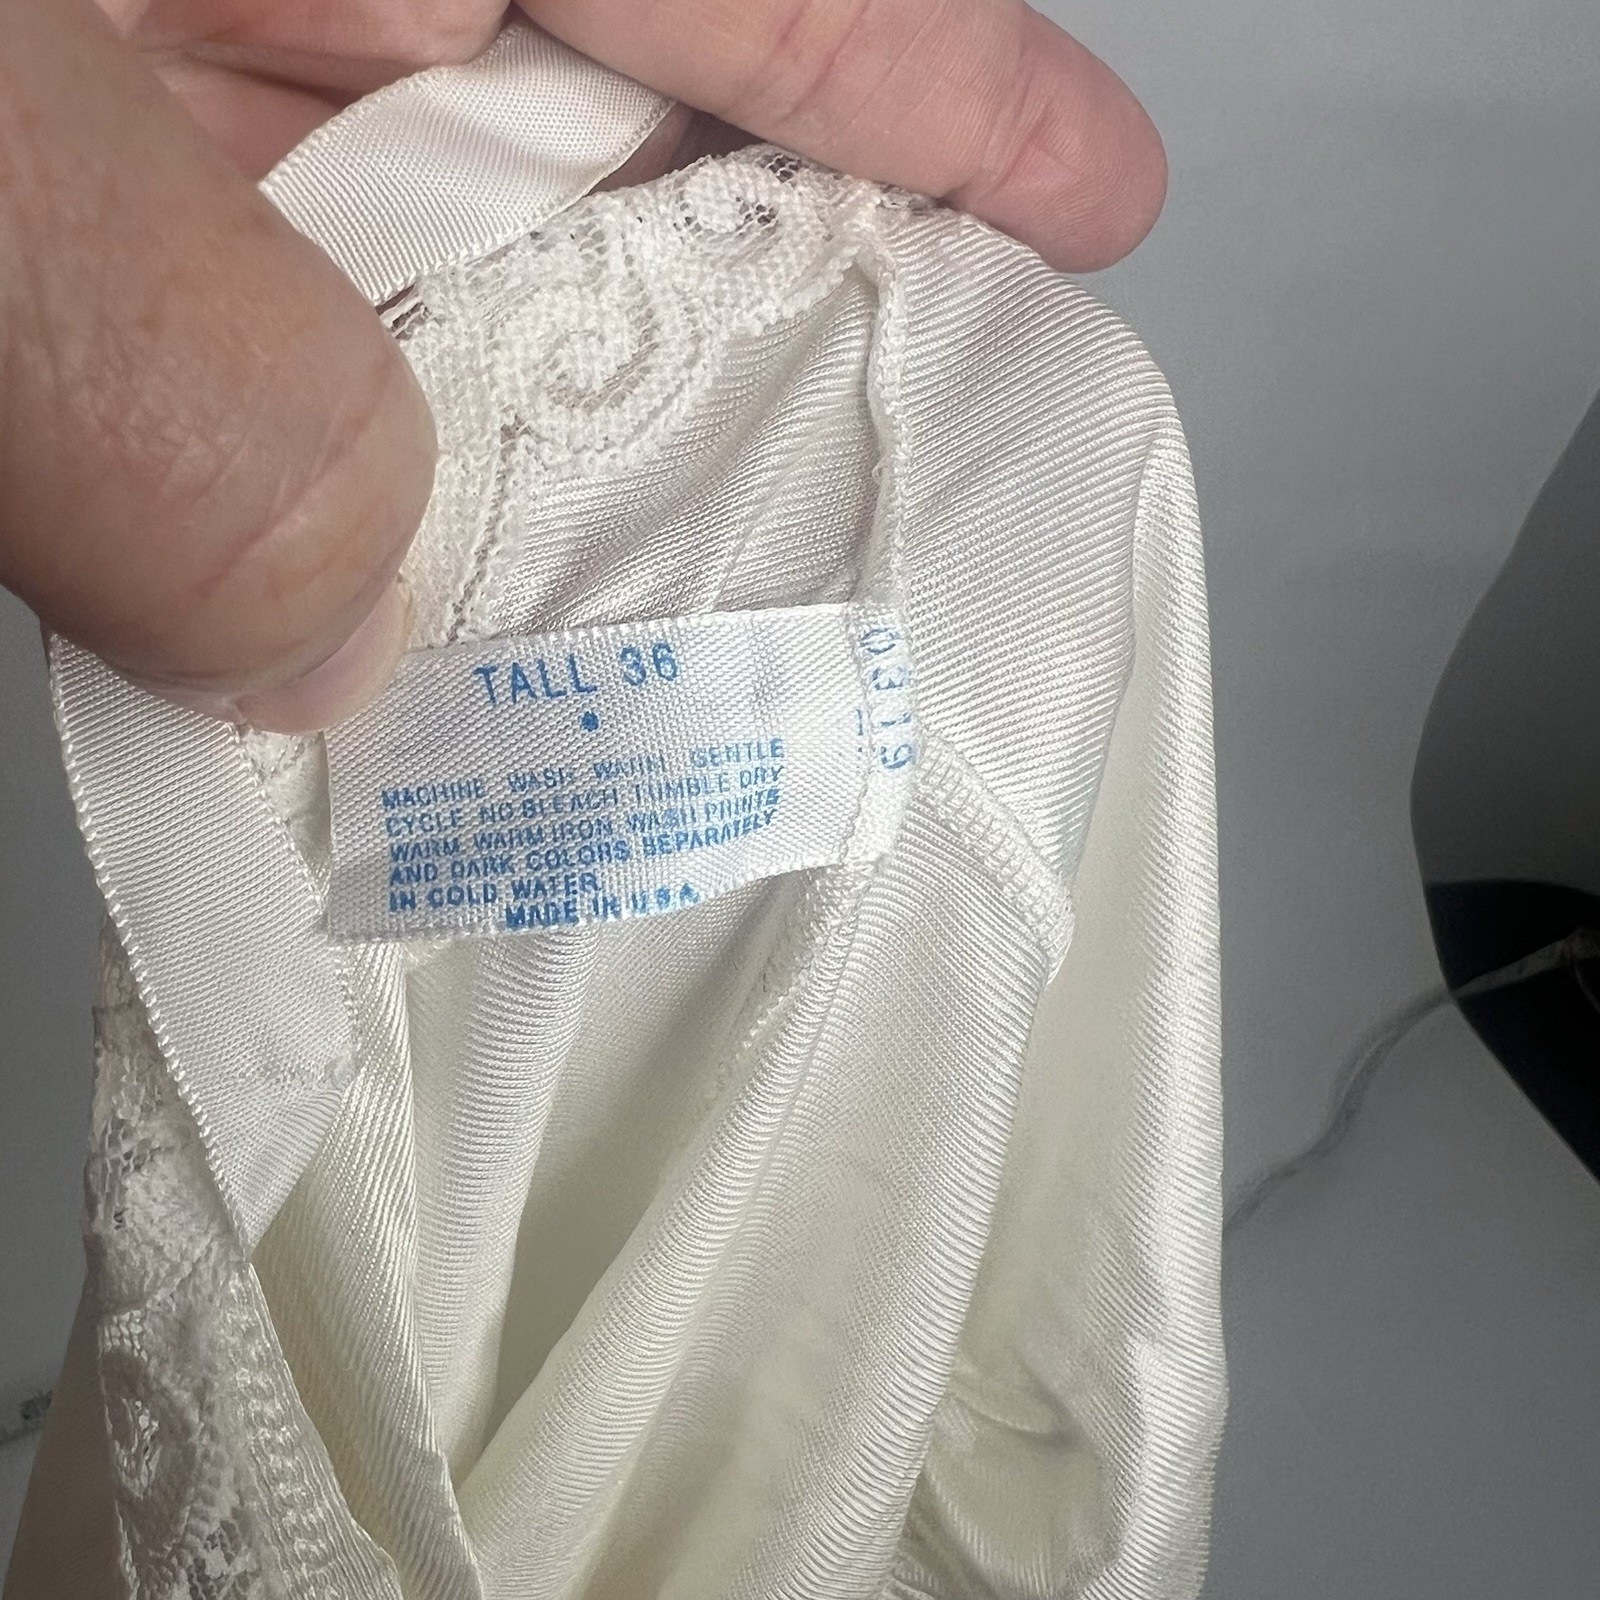 TALL 36
MACHINE WASH WARM GENTLE
CYCLE NO BLEACH TUMBLE DRY
WARM WARM IRON WASH PRINTS
AND DARK COLORS SEPARATELY
IN COLD WATER
MADE IN U.S.A.
0319